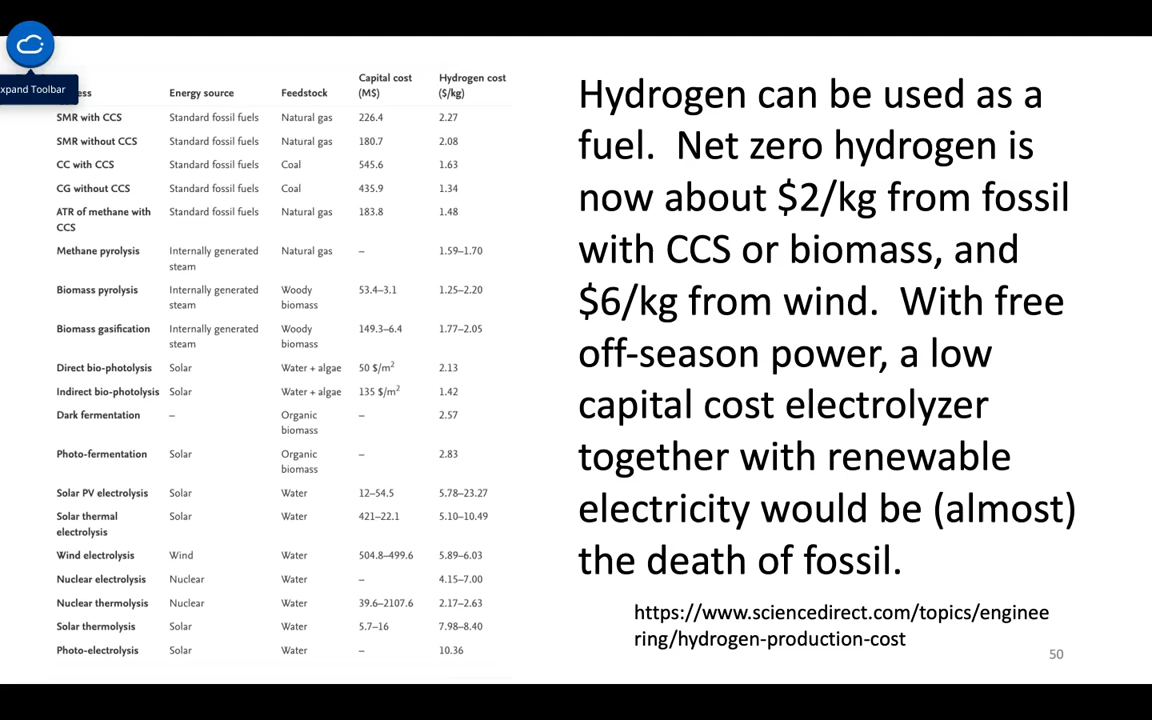 xpand Toolbar
ess Energy source Feedstock Capital cost (M$) Hydrogen cost ($/kg)
SMR with CCS Standard fossil fuels Natural gas 226.4 2.27
SMR without CCS Standard fossil fuels Natural gas 180.7 2.08
CC with CCS Standard fossil fuels Coal 545.6 1.63
CG without CCS Standard fossil fuels Coal 435.9 1.34
ATR of methane with CCS Standard fossil fuels Natural gas 183.8 1.48
Methane pyrolysis Internally generated steam Natural gas – 1.59–1.70
Biomass pyrolysis Internally generated steam Woody biomass 53.4–3.1 1.25–2.20
Biomass gasification Internally generated steam Woody biomass 149.3–6.4 1.77–2.05
Direct bio-photolysis Solar Water + algae 50 $/m² 2.13
Indirect bio-photolysis Solar Water + algae 135 $/m² 1.42
Dark fermentation – Organic biomass – 2.57
Photo-fermentation Solar Organic biomass – 2.83
Solar PV electrolysis Solar Water 12–54.5 5.78–23.27
Solar thermal electrolysis Solar Water 421–22.1 5.10–10.49
Wind electrolysis Wind Water 504.8–499.6 5.89–6.03
Nuclear electrolysis Nuclear Water – 4.15–7.00
Nuclear thermolysis Nuclear Water 39.6–2107.6 2.17–2.63
Solar thermolysis Solar Water 5.7–16 7.98–8.40
Photo-electrolysis Solar Water – 10.36
Hydrogen can be used as a
fuel.  Net zero hydrogen is
now about $2/kg from fossil
with CCS or biomass, and
$6/kg from wind.  With free
off-season power, a low
capital cost electrolyzer
together with renewable
electricity would be (almost)
the death of fossil.
https://www.sciencedirect.com/topics/enginee
ring/hydrogen-production-cost
50